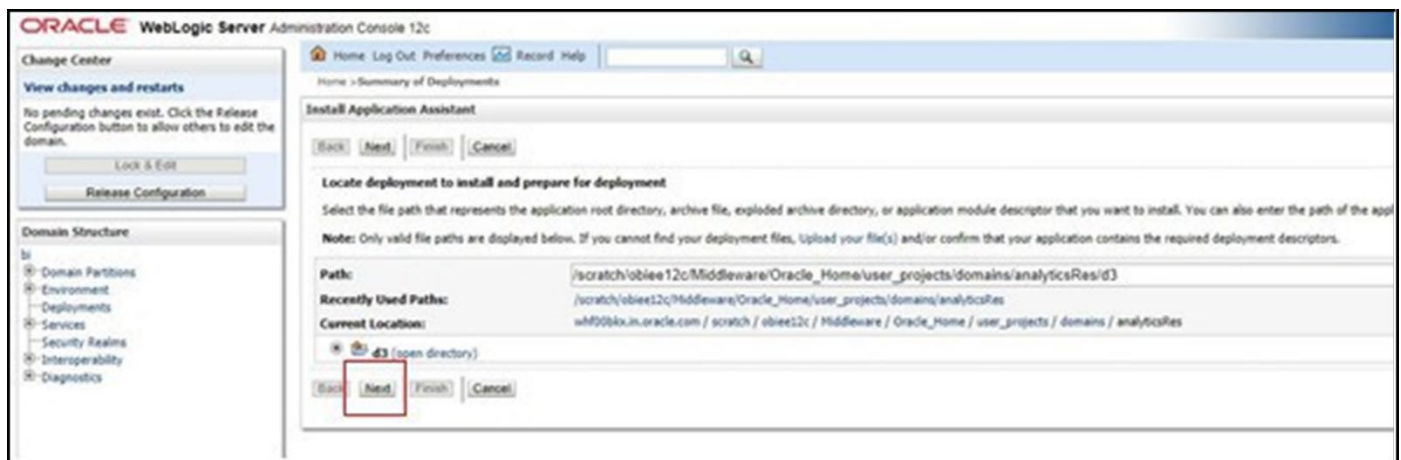 ORACLE WebLogic Server Administration Console 12c
Change Center
View changes and restarts
No pending changes exist. Click the Release
Configuration button to allow others to edit the
domain.
Lock & Edit
Release Configuration
Domain Structure
bi
Domain Partitions
Environment
Deployments
Services
Security Realms
Interoperability
Diagnostics
Home Log Out Preferences Record Help
Home >Summary of Deployments
Install Application Assistant
Back Next Finish Cancel
Locate deployment to install and prepare for deployment
Select the file path that represents the application root directory, archive file, exploded archive directory, or application module descriptor that you want to install. You can also enter the path of the appl
Note: Only valid file paths are displayed below. If you cannot find your deployment files, Upload your file(s) and/or confirm that your application contains the required deployment descriptors.
Path: /scratch/obiee12c/Middleware/Oracle_Home/user_projects/domains/analyticsRes/d3
Recently Used Paths: /scratch/obiee12c/Middleware/Oracle_Home/user_projects/domains/analyticsRes
Current Location: / scratch / obiee12c / Middleware / Oracle_Home / user_projects / domains / analyticsRes
d3 (open directory)
Back Next Finish Cancel